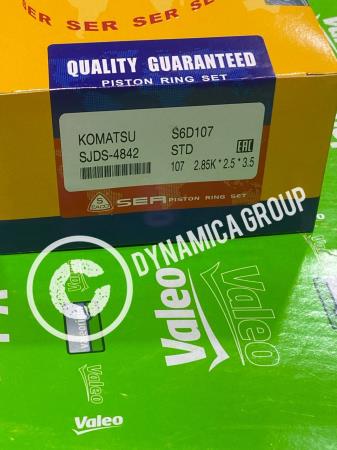 SER SER SER SER
QUALITY GUARANTEED
PISTON RING SET
KOMATSU S6D107
SJDS-4842 STD
EAC
107 2.85K * 2.5 * 3.5
S
SER PISTON RING SET
© DYNAMICA GROUP
Valeo
Valeo
Valeo
Valeo